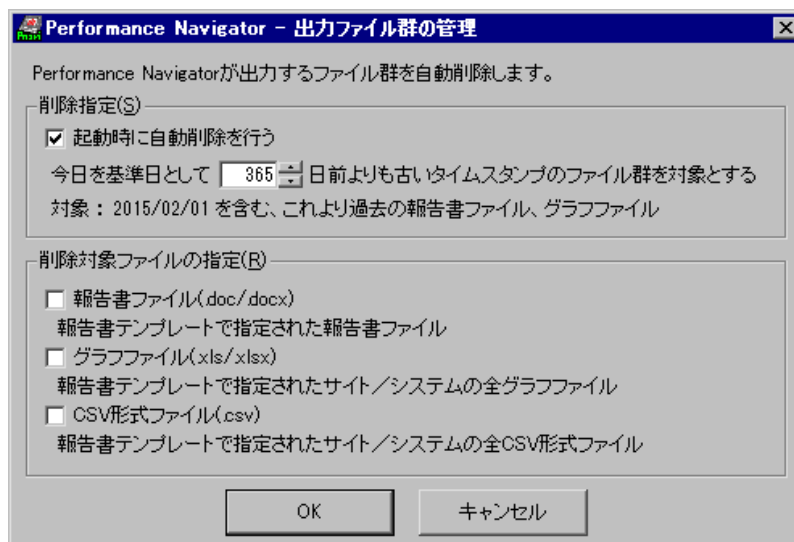 Performance Navigator - 出力ファイル群の管理
Performance Navigatorが出力するファイル群を自動削除します。
削除指定(S)
起動時に自動削除を行う
今日を基準日として 365 日前よりも古いタイムスタンプのファイル群を対象とする
対象: 2015/02/01 を含む、これより過去の報告書ファイル、グラフファイル
削除対象ファイルの指定(R)
報告書ファイル(.doc/.docx)
報告書テンプレートで指定された報告書ファイル
グラフファイル(xls/xlsx)
報告書テンプレートで指定されたサイト/システムの全グラフファイル
CSV形式ファイル(.csv)
報告書テンプレートで指定されたサイト/システムの全CSV形式ファイル
OK
キャンセル